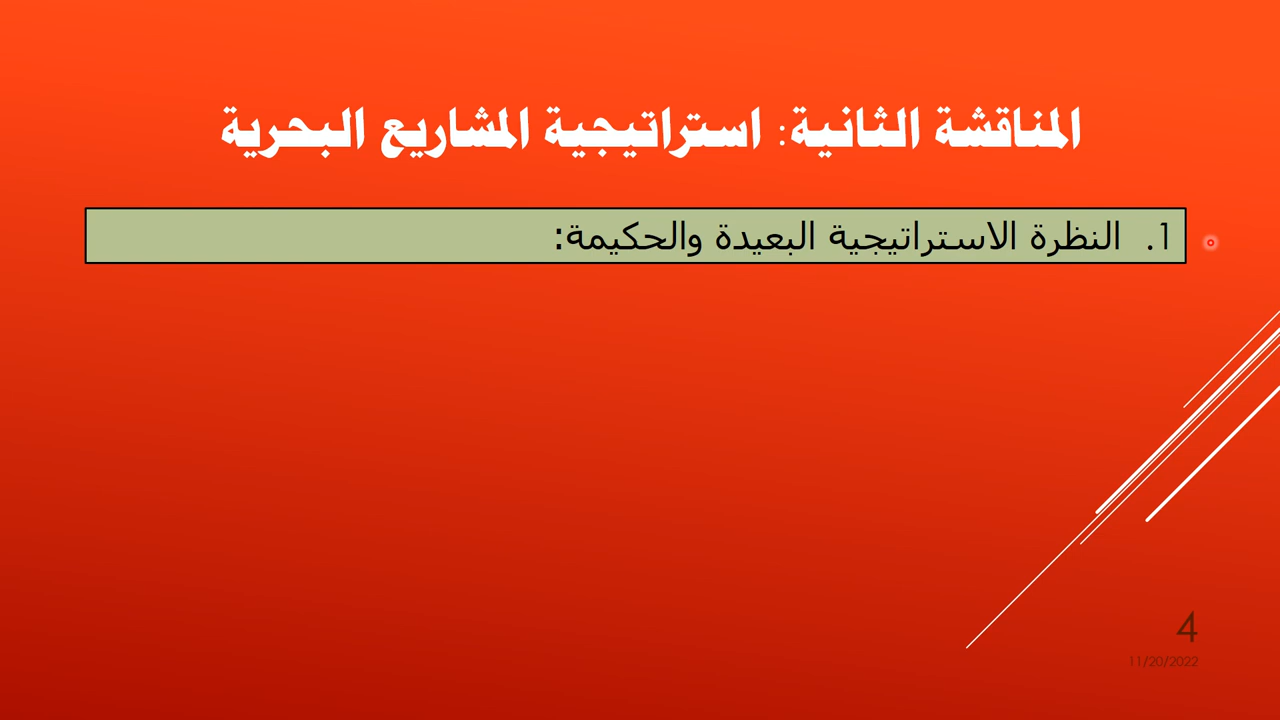 المناقشة الثانية: استراتيجية المشاريع البحرية
1. النظرة الاستراتيجية البعيدة والحكيمة:
4
11/20/2022